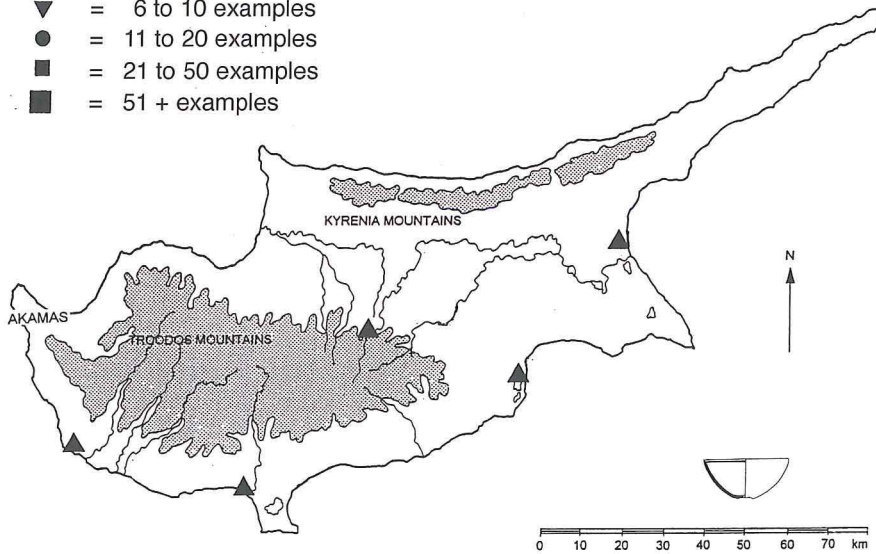 = 6 to 10 examples
= 11 to 20 examples
= 21 to 50 examples
= 51 + examples
KYRENIA MOUNTAINS
N
AKAMAS
TROODOS MOUNTAINS
0 10 20 30 40 50 60 70 km